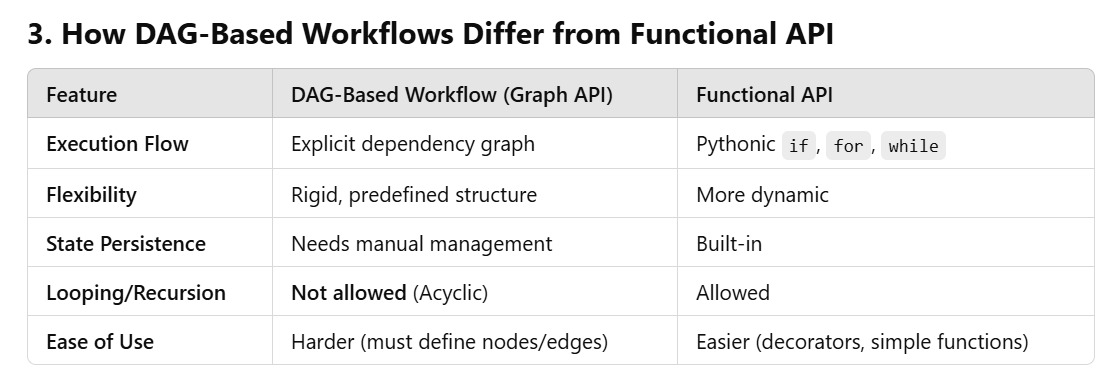 3. How DAG-Based Workflows Differ from Functional API
Feature DAG-Based Workflow (Graph API) Functional API
Execution Flow Explicit dependency graph Pythonic if, for, while
Flexibility Rigid, predefined structure More dynamic
State Persistence Needs manual management Built-in
Looping/Recursion Not allowed (Acyclic) Allowed
Ease of Use Harder (must define nodes/edges) Easier (decorators, simple functions)